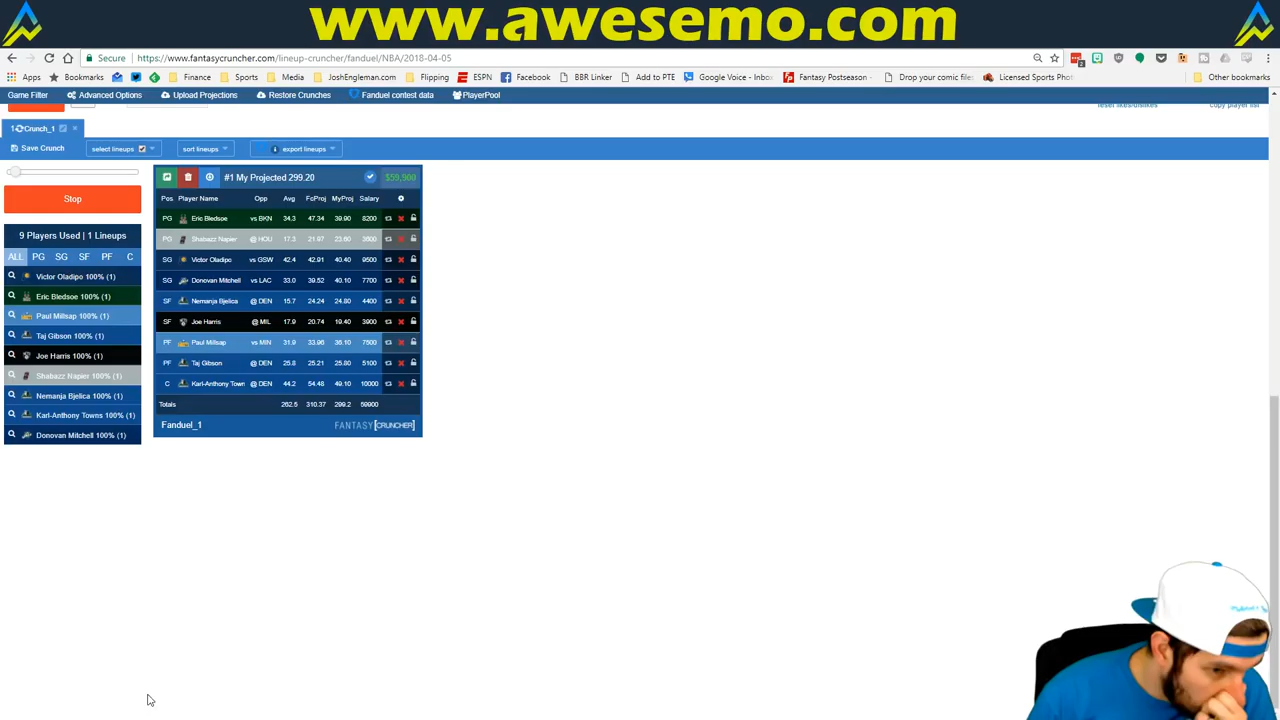 www.awesemo.com
Secure https://www.fantasycruncher.com/lineup-cruncher/fanduel/NBA/2018-04-05
Apps Bookmarks Finance Sports Media JoshEngleman.com Flipping ESPN Facebook BBR Linker Add to PTE Google Voice - Inbox Fantasy Postseason Drop your comic files Licensed Sports Pho Other bookmarks
Game Filter Advanced Options Upload Projections Restore Crunches Fanduel contest data PlayerPool
reset likes/dislikes copy player list
1 Crunch_1 x
Save Crunch select lineups sort lineups export lineups
Stop
9 Players Used | 1 Lineups
ALL PG SG SF PF C
Victor Oladipo 100% (1)
Eric Bledsoe 100% (1)
Paul Millsap 100% (1)
Taj Gibson 100% (1)
Joe Harris 100% (1)
Shabazz Napier 100% (1)
Nemanja Bjelica 100% (1)
Karl-Anthony Towns 100% (1)
Donovan Mitchell 100% (1)
#1 My Projected 299.20 $59,900
Pos Player Name Opp Avg FcProj MyProj Salary
PG Eric Bledsoe vs BKN 34.3 47.34 39.90 8200
PG Shabazz Napier @ HOU 17.3 21.97 23.60 3600
SG Victor Oladipo vs GSW 42.4 42.91 40.40 9500
SG Donovan Mitchell vs LAC 33.0 39.52 40.10 7700
SF Nemanja Bjelica @ DEN 15.7 24.24 24.80 4400
SF Joe Harris @ MIL 17.9 20.74 19.40 3900
PF Paul Millsap vs MIN 31.9 33.96 36.10 7500
PF Taj Gibson @ DEN 25.8 25.21 25.80 5100
C Karl-Anthony Town @ DEN 44.2 54.48 49.10 10000
Totals 262.5 310.37 299.2 59900
Fanduel_1 FANTASY [CRUNCHER]